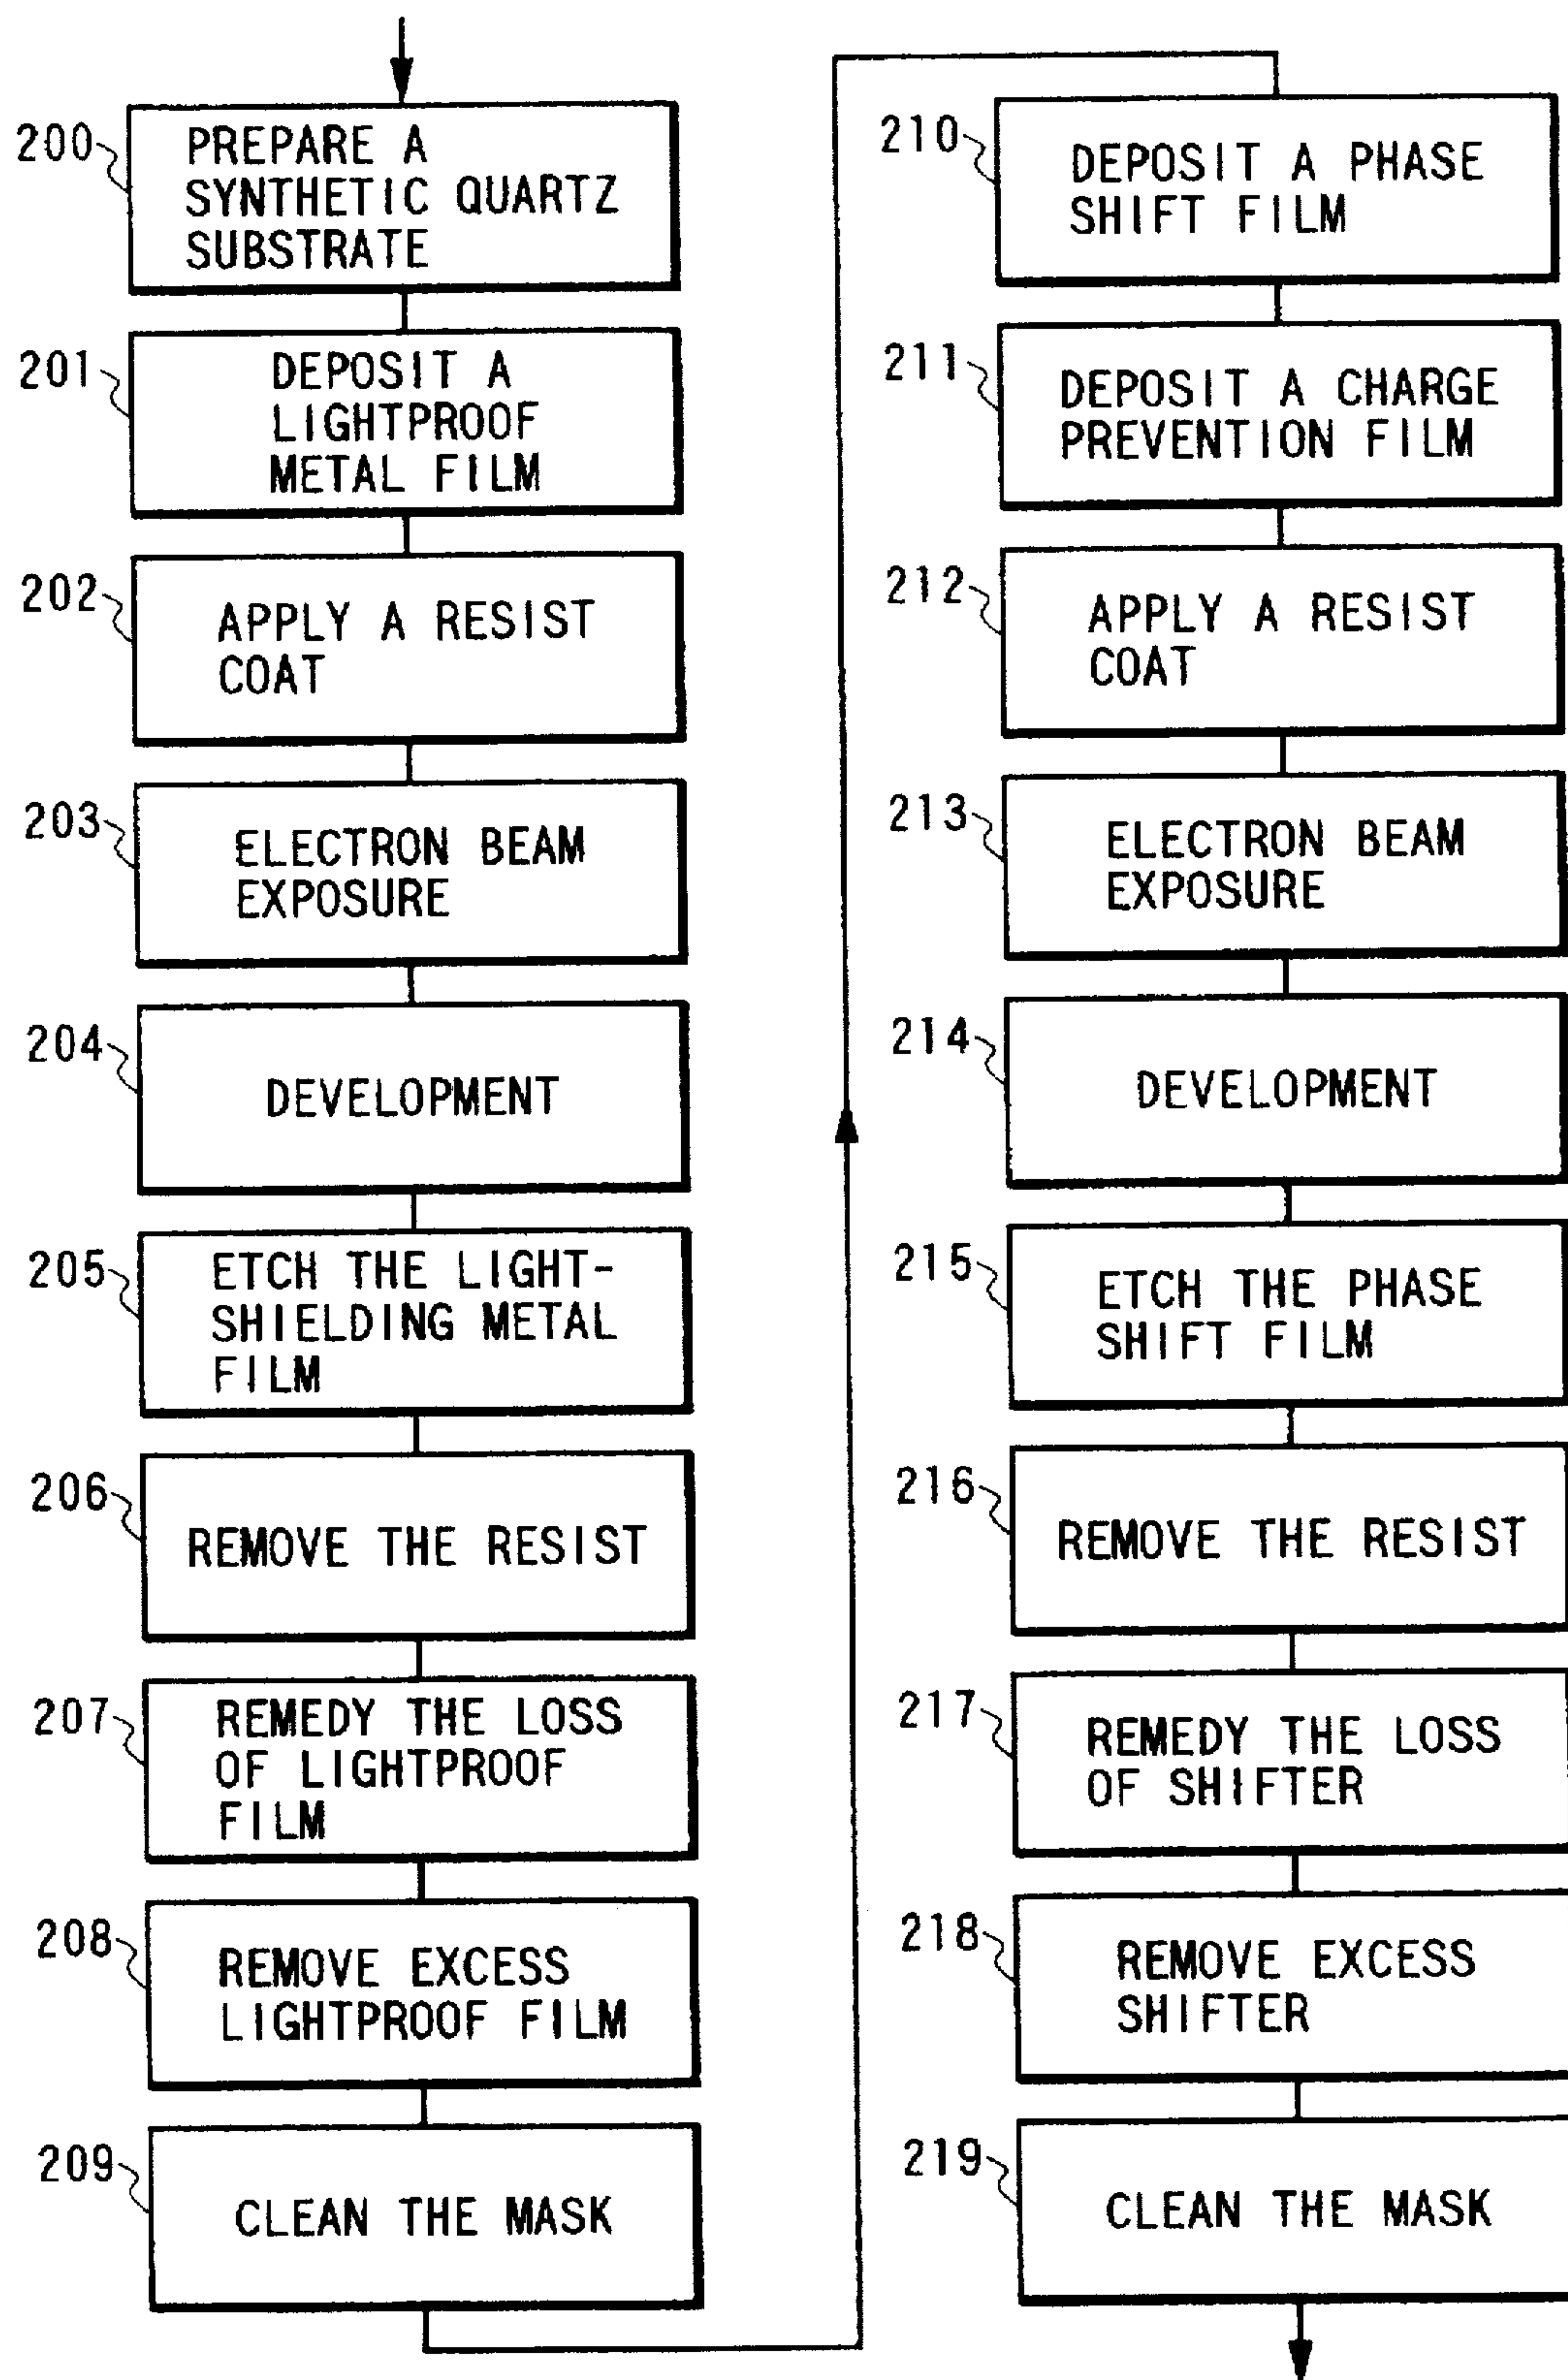 200
PREPARE A
SYNTHETIC QUARTZ
SUBSTRATE
201
DEPOSIT A
LIGHTPROOF
METAL FILM
202
APPLY A RESIST
COAT
203
ELECTRON BEAM
EXPOSURE
204
DEVELOPMENT
205
ETCH THE LIGHT-
SHIELDING METAL
FILM
206
REMOVE THE RESIST
207
REMEDY THE LOSS
OF LIGHTPROOF
FILM
208
REMOVE EXCESS
LIGHTPROOF FILM
209
CLEAN THE MASK
210
DEPOSIT A PHASE
SHIFT FILM
211
DEPOSIT A CHARGE
PREVENTION FILM
212
APPLY A RESIST
COAT
213
ELECTRON BEAM
EXPOSURE
214
DEVELOPMENT
215
ETCH THE PHASE
SHIFT FILM
216
REMOVE THE RESIST
217
REMEDY THE LOSS
OF SHIFTER
218
REMOVE EXCESS
SHIFTER
219
CLEAN THE MASK